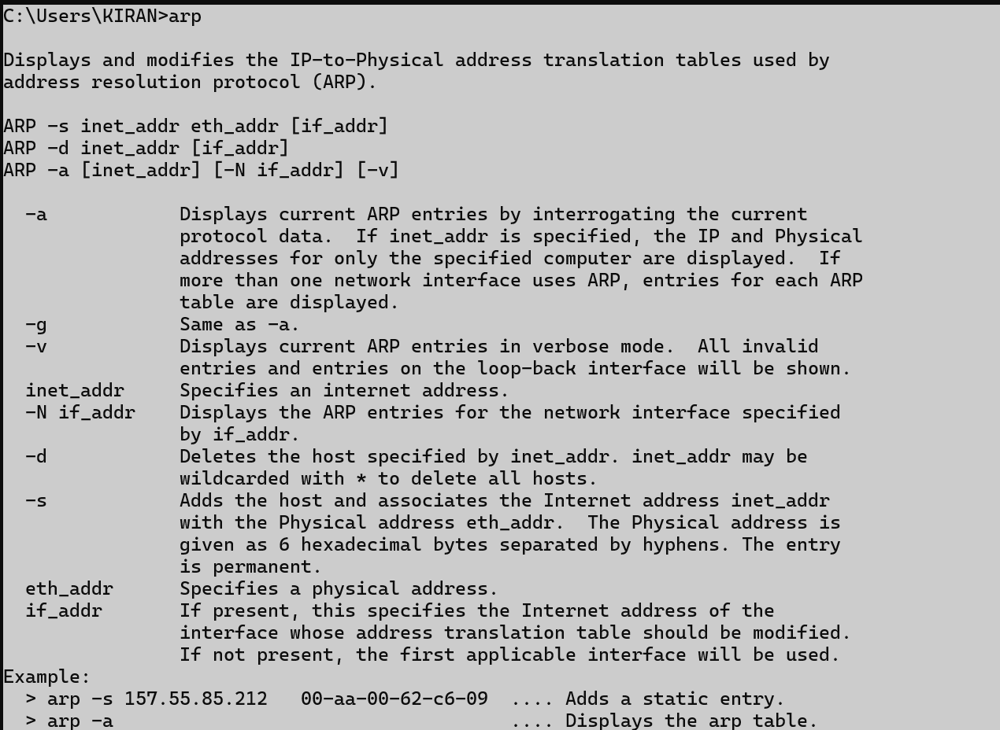 C:\Users\KIRAN>arp
Displays and modifies the IP-to-Physical address translation tables used by
address resolution protocol (ARP).
ARP -s inet_addr eth_addr [if_addr]
ARP -d inet_addr [if_addr]
ARP -a [inet_addr] [-N if_addr] [-v]
  -a            Displays current ARP entries by interrogating the current
                protocol data.  If inet_addr is specified, the IP and Physical
                addresses for only the specified computer are displayed.  If
                more than one network interface uses ARP, entries for each ARP
                table are displayed.
  -g            Same as -a.
  -v            Displays current ARP entries in verbose mode.  All invalid
                entries and entries on the loop-back interface will be shown.
  inet_addr     Specifies an internet address.
  -N if_addr    Displays the ARP entries for the network interface specified
                by if_addr.
  -d            Deletes the host specified by inet_addr. inet_addr may be
                wildcarded with * to delete all hosts.
  -s            Adds the host and associates the Internet address inet_addr
                with the Physical address eth_addr.  The Physical address is
                given as 6 hexadecimal bytes separated by hyphens. The entry
                is permanent.
  eth_addr      Specifies a physical address.
  if_addr       If present, this specifies the Internet address of the
                interface whose address translation table should be modified.
                If not present, the first applicable interface will be used.
Example:
  > arp -s 157.55.85.212   00-aa-00-62-c6-09  .... Adds a static entry.
  > arp -a                                    .... Displays the arp table.